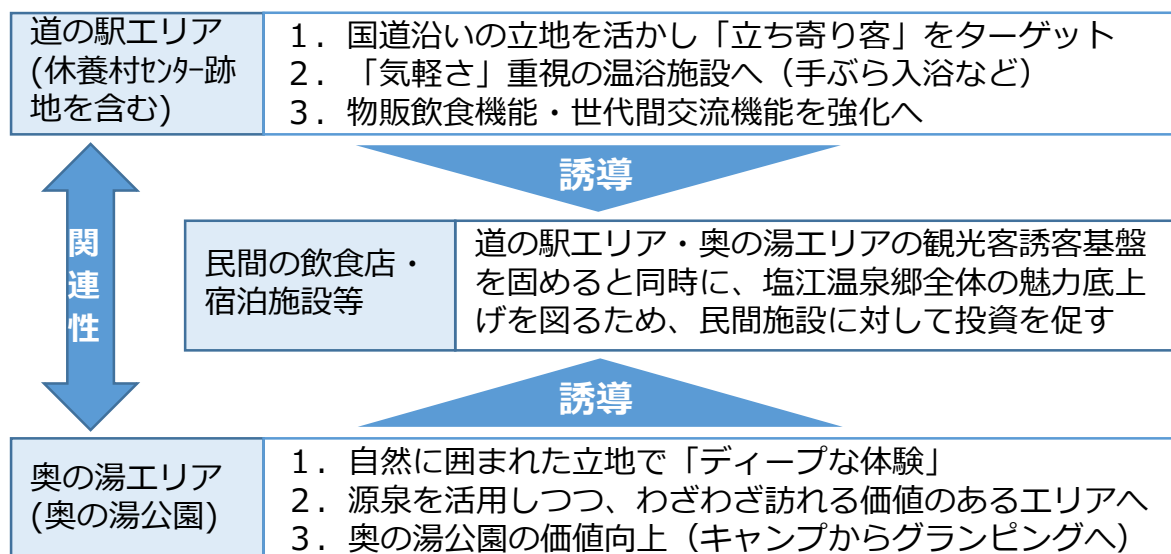 道の駅エリア
(休養村ｾﾝﾀｰ跡
地を含む)
１．国道沿いの立地を活かし「立ち寄り客」をターゲット
２．「気軽さ」重視の温浴施設へ（手ぶら入浴など）
３．物販飲食機能・世代間交流機能を強化へ
誘導
関
連
性
民間の飲食店・
宿泊施設等
道の駅エリア・奥の湯エリアの観光客誘客基盤
を固めると同時に、塩江温泉郷全体の魅力底上
げを図るため、民間施設に対して投資を促す
誘導
奥の湯エリア
(奥の湯公園)
１．自然に囲まれた立地で「ディープな体験」
２．源泉を活用しつつ、わざわざ訪れる価値のあるエリアへ
３．奥の湯公園の価値向上（キャンプからグランピングへ）